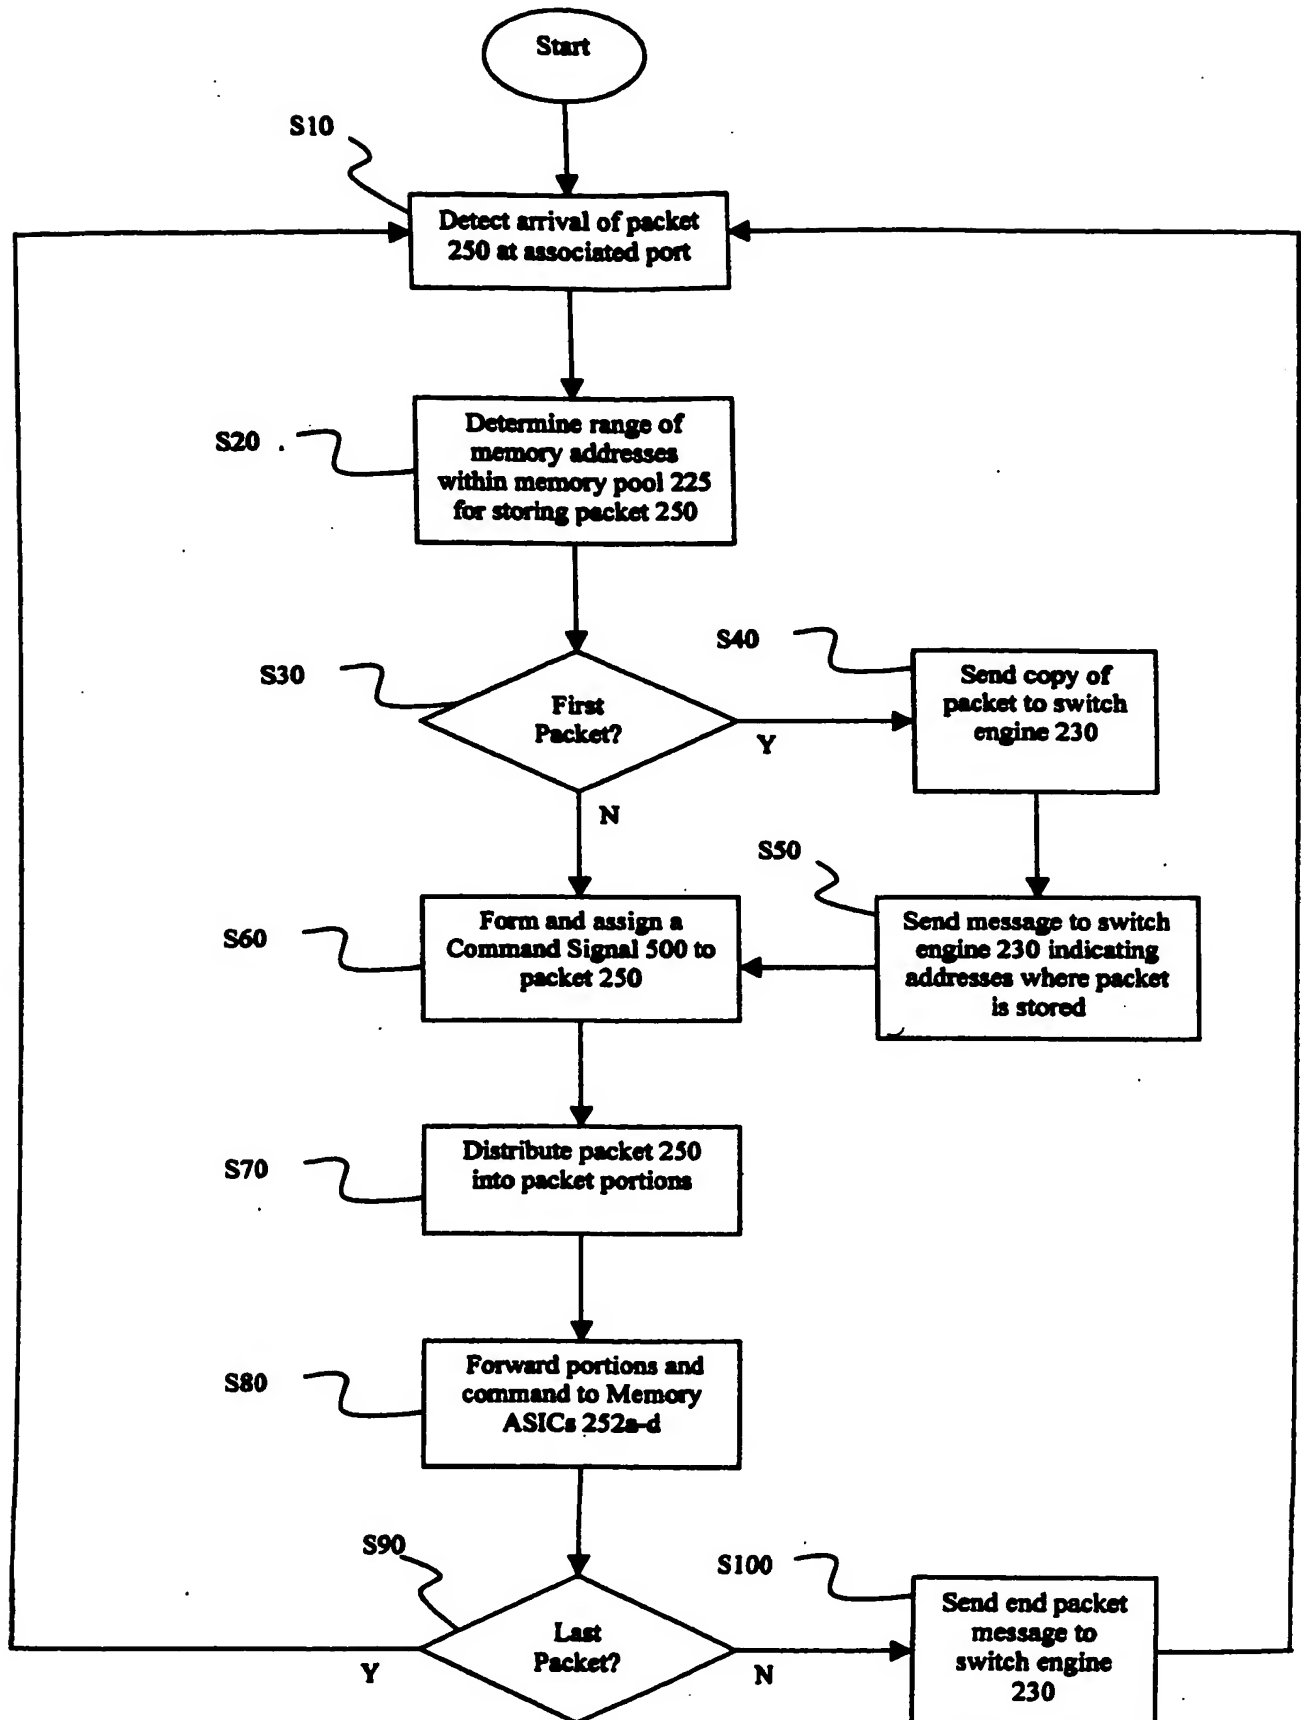 Start
S10
Detect arrival of packet
250 at associated port
S20
Determine range of
memory addresses
within memory pool 225
for storing packet 250
S30
First
Packet?
Y
N
S40
Send copy of
packet to switch
engine 230
S50
Send message to switch
engine 230 indicating
addresses where packet
is stored
S60
Form and assign a
Command Signal 500 to
packet 250
S70
Distribute packet 250
into packet portions
S80
Forward portions and
command to Memory
ASICs 252a-d
S90
Last
Packet?
Y
N
S100
Send end packet
message to
switch engine
230